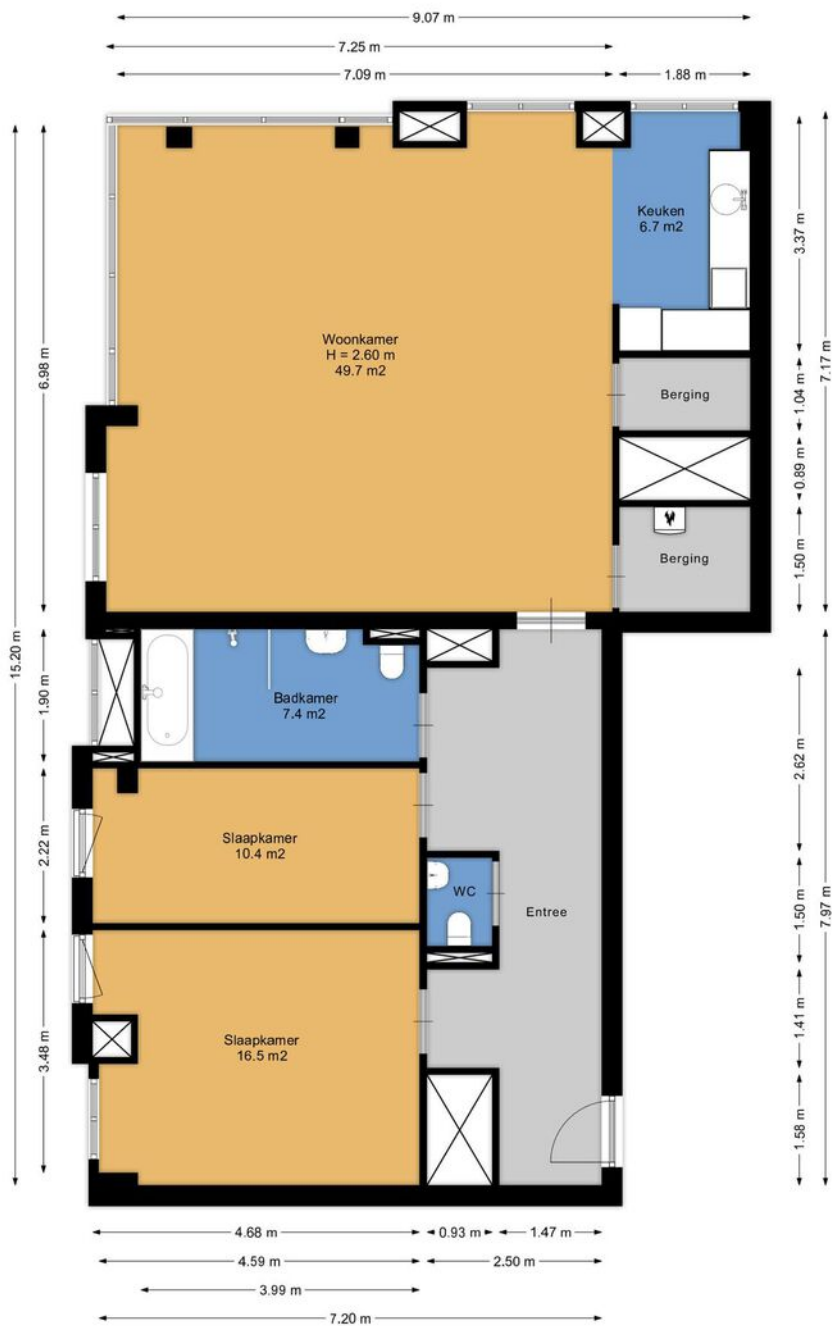 9.07 m
7.25 m
7.09 m
1.88 m
Keuken
6.7 m2
3.37 m
Woonkamer
H = 2.60 m
49.7 m2
6.98 m
7.17 m
Berging
1.04 m
0.89 m
Berging
1.50 m
15.20 m
1.90 m
Badkamer
7.4 m2
2.62 m
2.22 m
Slaapkamer
10.4 m2
WC
Entree
1.50 m
7.97 m
3.48 m
Slaapkamer
16.5 m2
1.41 m
1.58 m
4.68 m
0.93 m
1.47 m
4.59 m
2.50 m
3.99 m
7.20 m